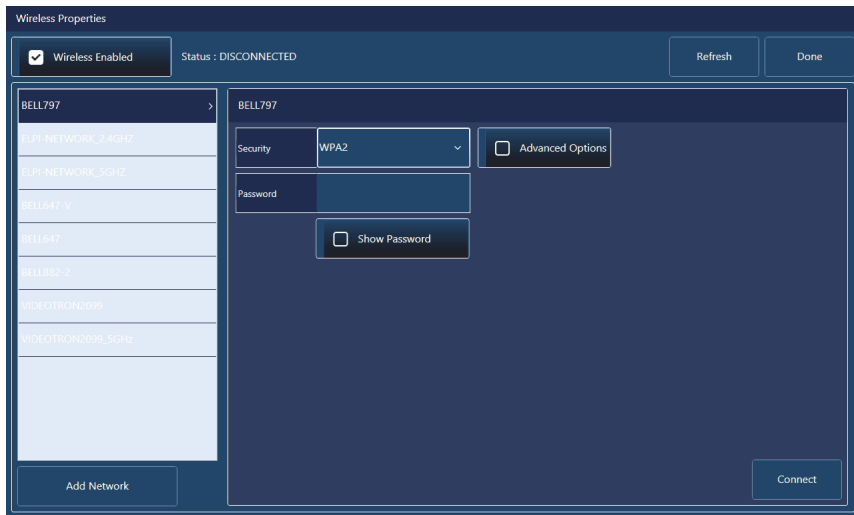 Wireless Properties
Wireless Enabled
Status : DISCONNECTED
Refresh
Done
BELL797
ELPI-NETWORK_2.4GHZ
ELPI-NETWORK_5GHZ
BELL647-V
BELL647
BELL882-2
VIDEOTRON2099
VIDEOTRON2099_5GHz
Add Network
BELL797
Security
WPA2
Advanced Options
Password
Show Password
Connect